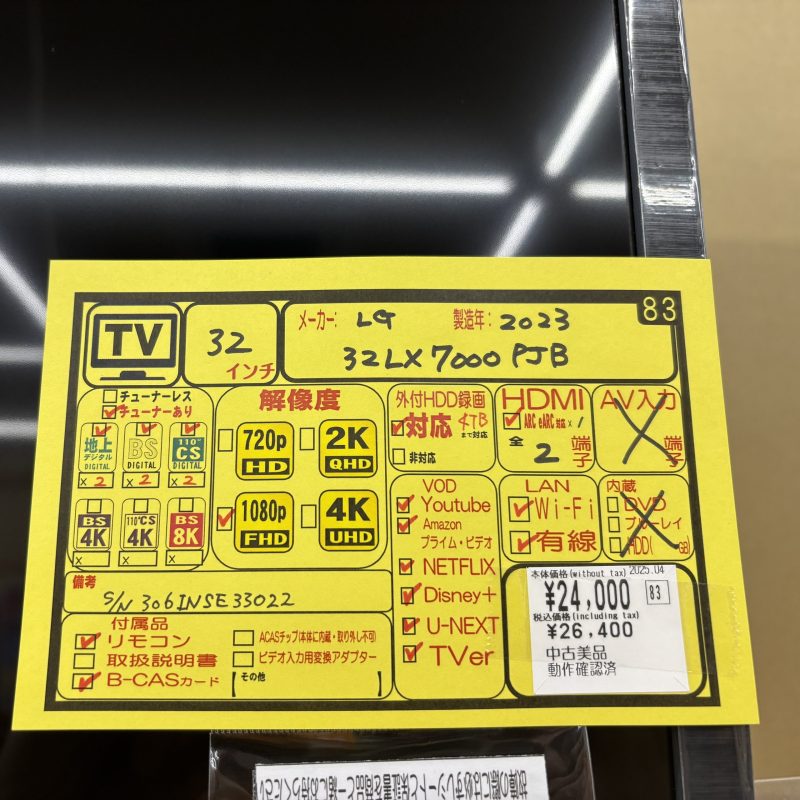 TV
32
インチ
メーカー: LG 製造年: 2023
83
32LX7000PJB
チューナーレス
チューナーあり
地上
デジタル
DIGITAL
x 2
BS
DIGITAL
x 2
110°
CS
DIGITAL
x 2
BS
4K
x
110°CS
4K
x
BS
8K
x
解像度
720p
HD
2K
QHD
1080p
FHD
4K
UHD
外付HDD録画
対応 4TB
まで対応
非対応
HDMI
ARC eARC 対応 x 1
全 2 端子
AV入力
端子
VOD
Youtube
Amazon
プライム・ビデオ
NETFLIX
Disney+
U-NEXT
TVer
LAN
Wi-Fi
有線
内蔵
DVD
ブルーレイ
HDD( GB)
備考
S/N 306INSE33022
付属品
リモコン
取扱説明書
B-CASカード
ACASチップ(本体に内蔵・取り外し不可)
ビデオ入力用変換アダプター
【その他 】
本体価格(without tax) 2025.04
¥24,000 83
税込価格(including tax)
¥26,400
中古美品
動作確認済